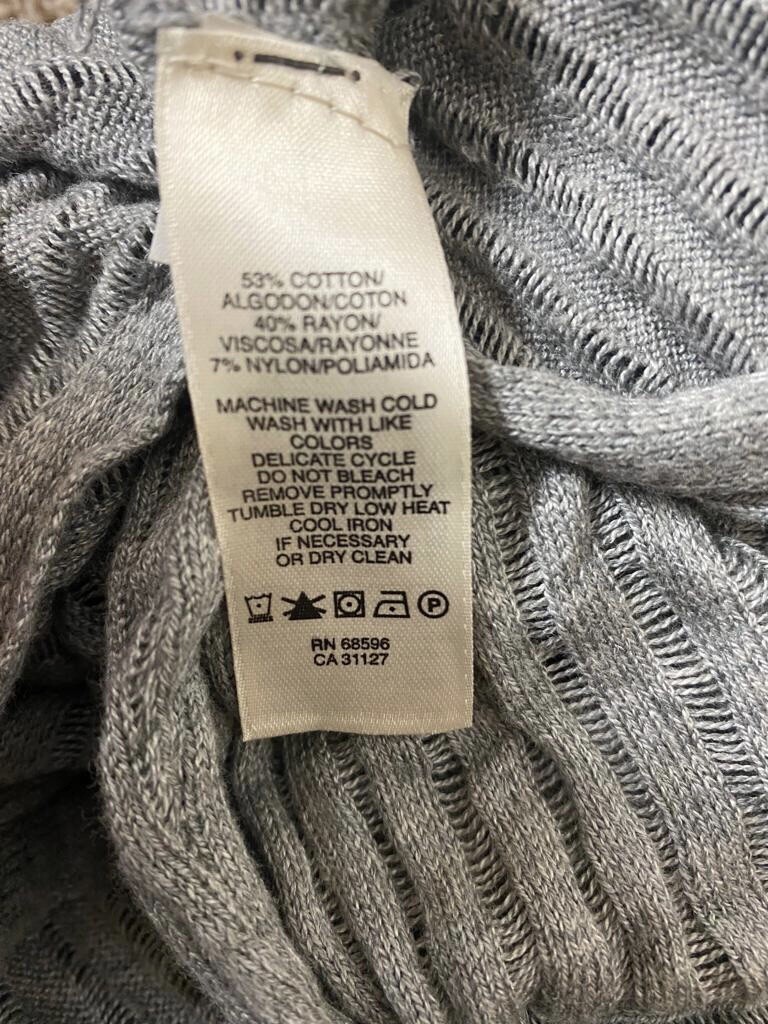 53% COTTON/
ALGODON/COTON
40% RAYON/
VISCOSA/RAYONNE
7% NYLON/POLIAMIDA
MACHINE WASH COLD
WASH WITH LIKE
COLORS
DELICATE CYCLE
DO NOT BLEACH
REMOVE PROMPTLY
TUMBLE DRY LOW HEAT
COOL IRON
IF NECESSARY
OR DRY CLEAN
P
RN 68596
CA 31127